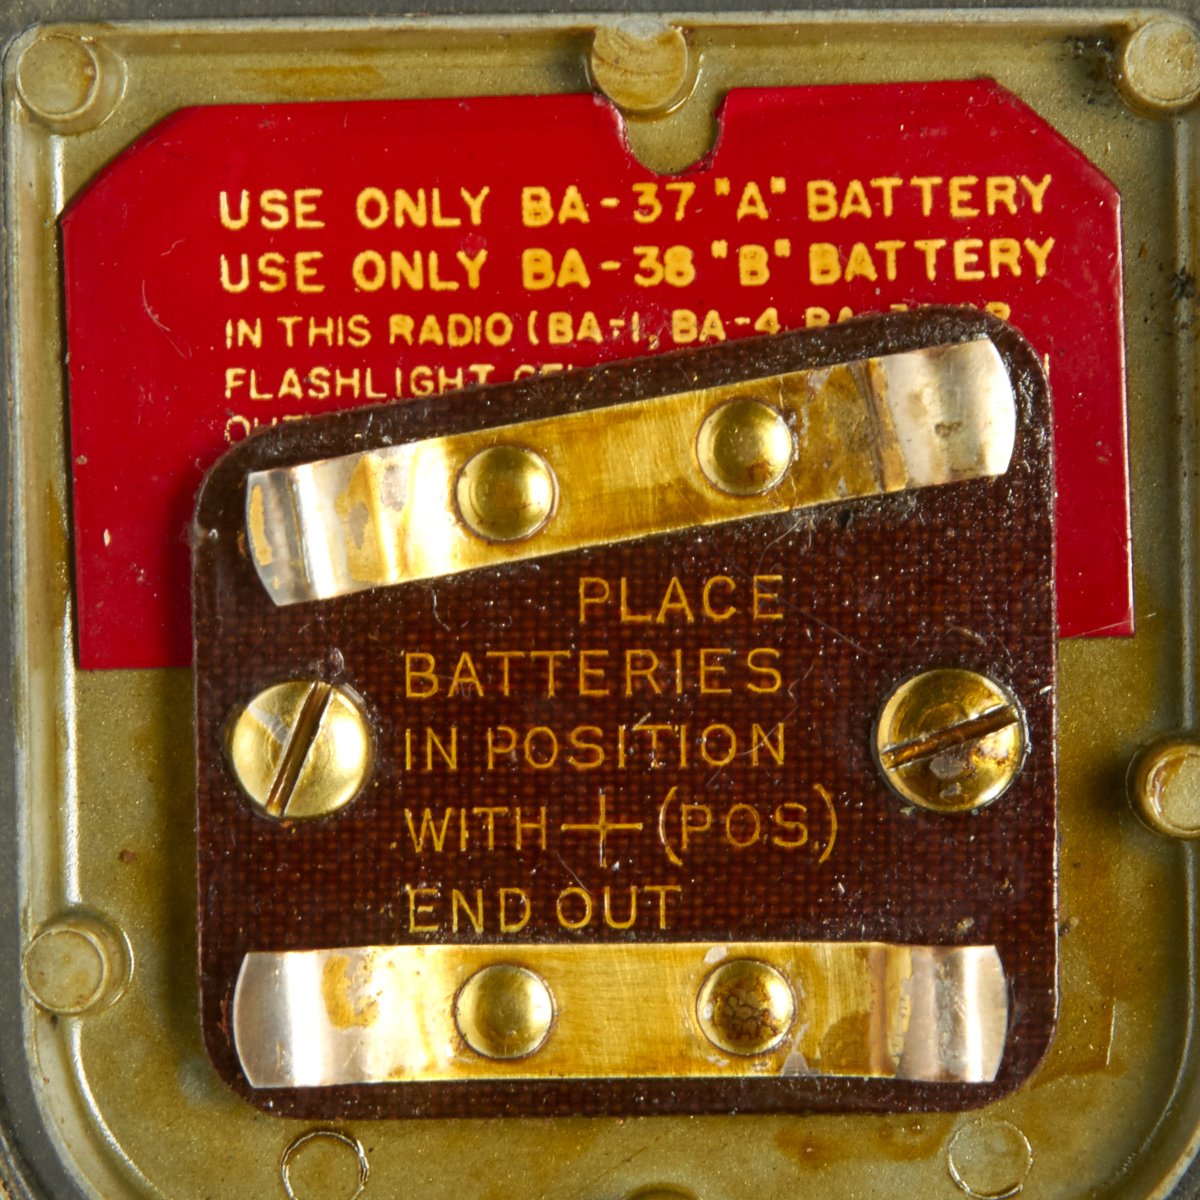 USE ONLY BA-37 "A" BATTERY
USE ONLY BA-38 "B" BATTERY
IN THIS RADIO (BA-1, BA-4,
FLASHLIGHT
PLACE
BATTERIES
IN POSITION
WITH + (POS.)
END OUT